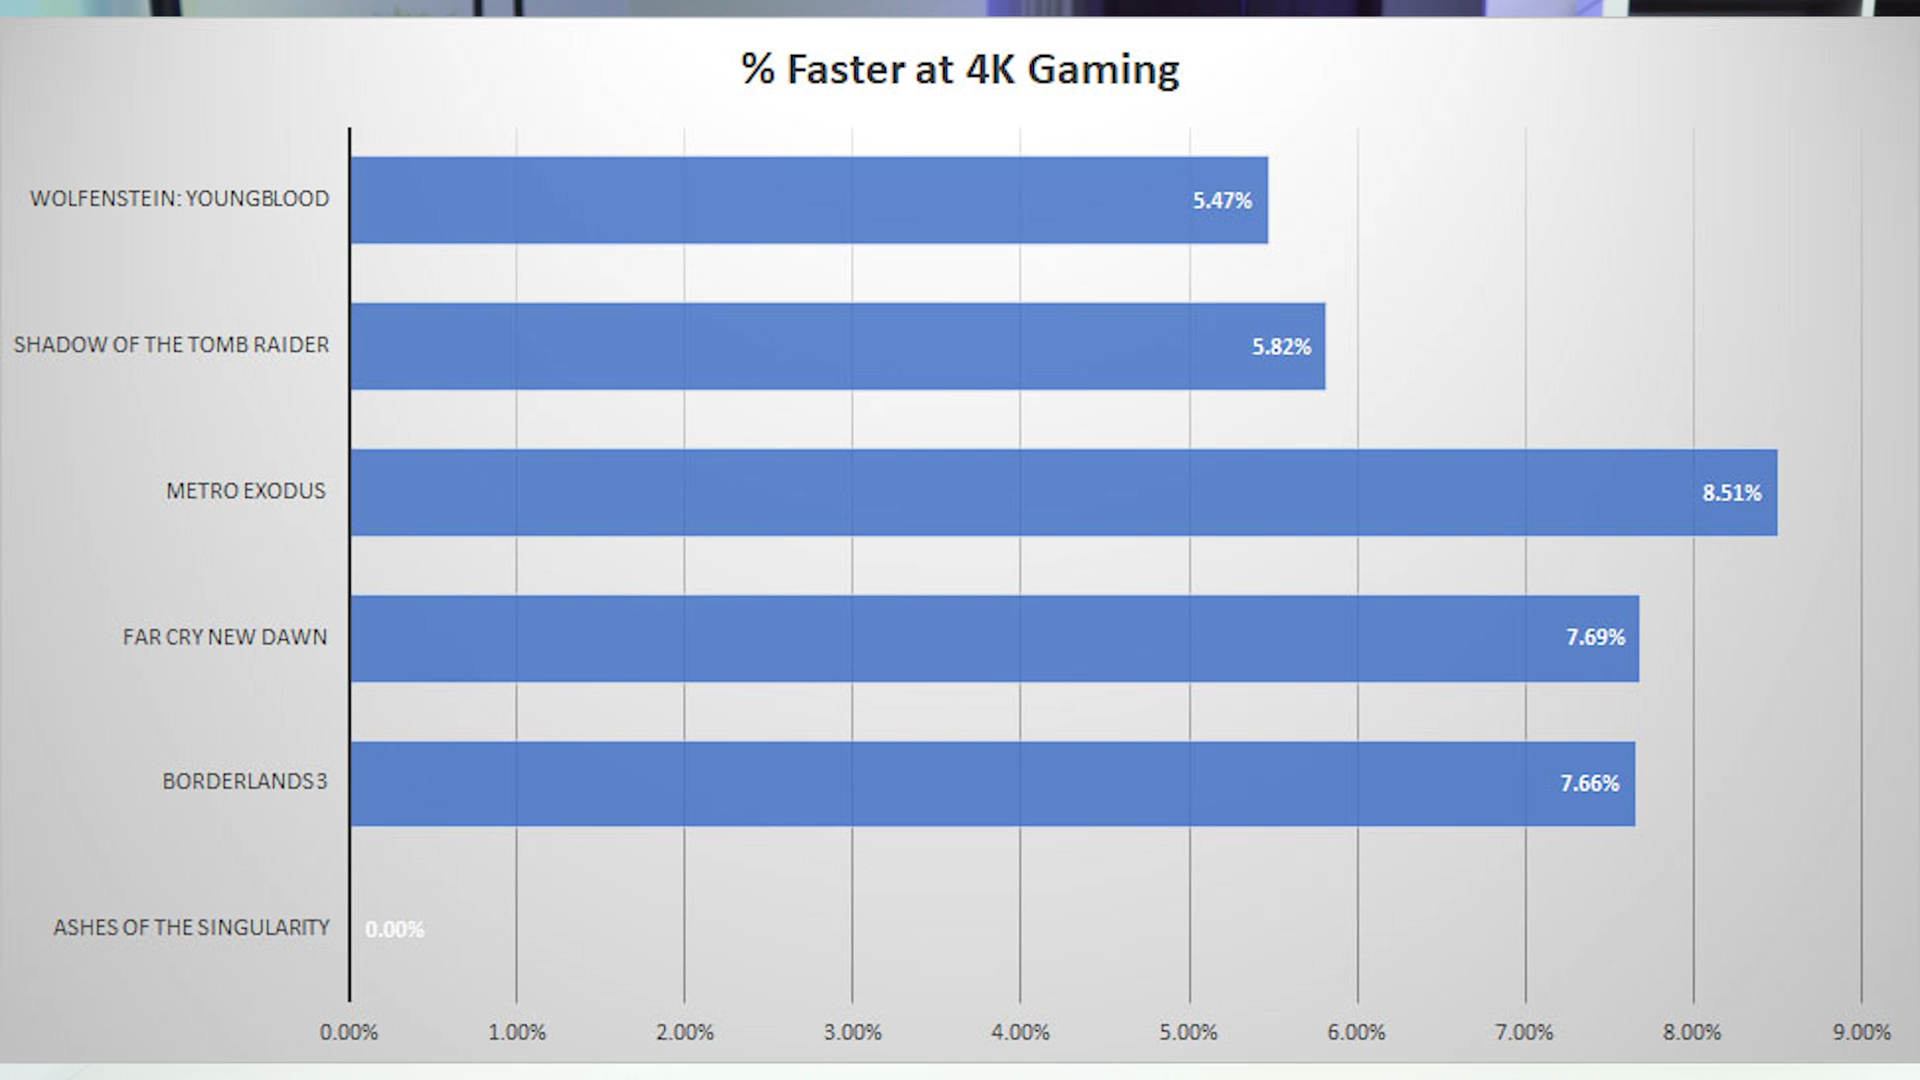 % Faster at 4K Gaming
WOLFENSTEIN: YOUNGBLOOD
5.47%
SHADOW OF THE TOMB RAIDER
5.82%
METRO EXODUS
8.51%
FAR CRY NEW DAWN
7.69%
BORDERLANDS 3
7.66%
ASHES OF THE SINGULARITY
0.00%
0.00% 1.00% 2.00% 3.00% 4.00% 5.00% 6.00% 7.00% 8.00% 9.00%